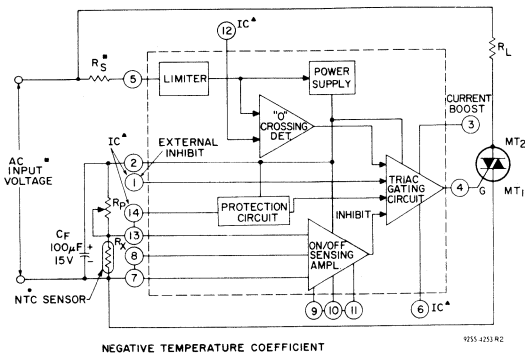 12 IC▲
RL
RS■
5
LIMITER
POWER
SUPPLY
CURRENT
BOOST
3
"0"
CROSSING
DET.
MT2
MT1
IC▲
EXTERNAL
INHIBIT
AC
INPUT
VOLTAGE■
2
1
TRIAC
GATING
CIRCUIT
4
G
RP
14
PROTECTION
CIRCUIT
INHIBIT
CF
100μF
15V
+
-
RX
13
8
7
ON/OFF
SENSING
AMPL.
NTC SENSOR
9 10 11
6 IC▲
NEGATIVE TEMPERATURE COEFFICIENT
92SS 4253 R2